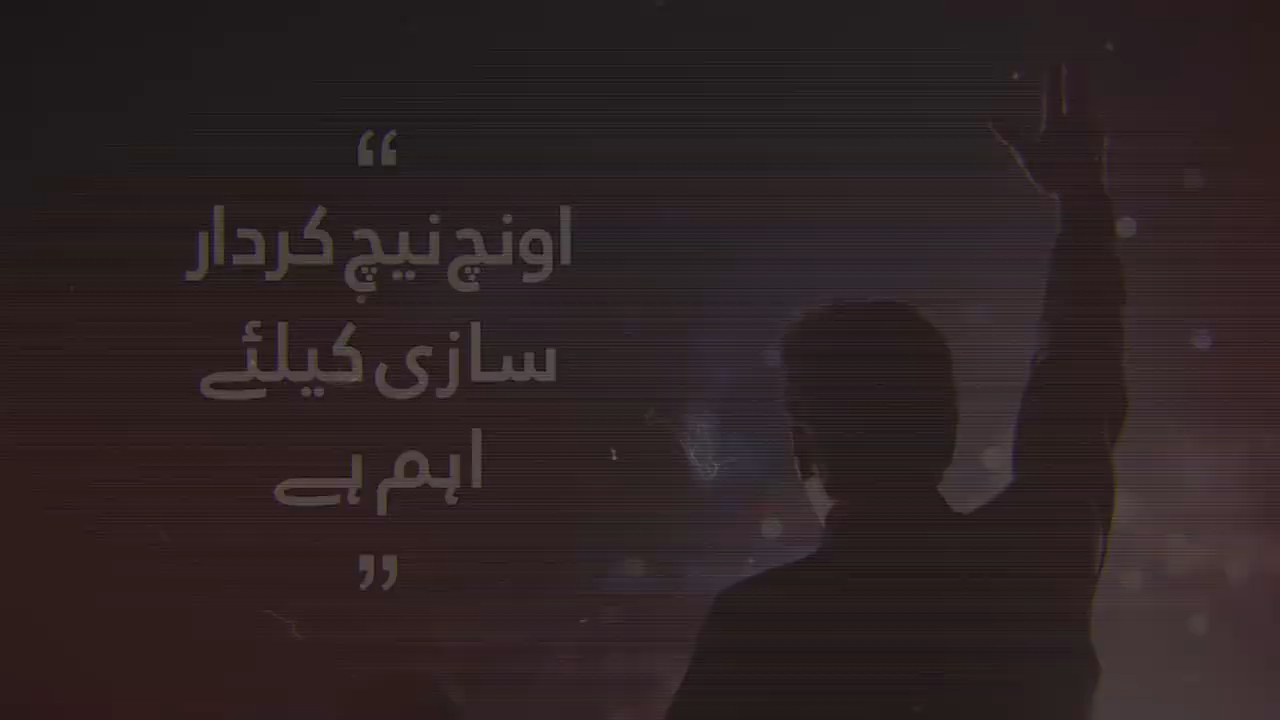 “
اونچ نیچ کردار
سازی کیلئے
اہم ہے
”